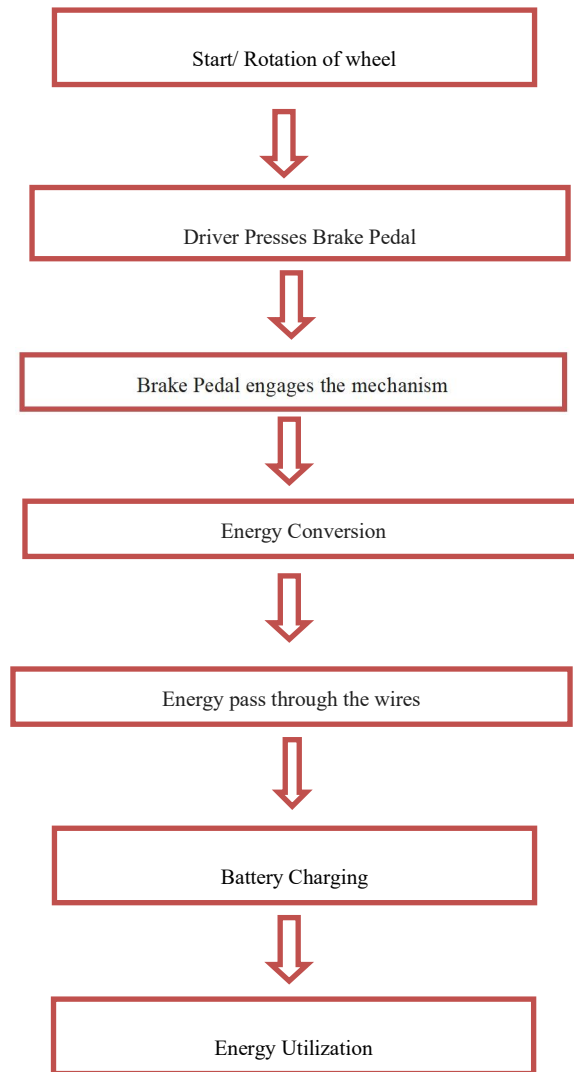 Start/ Rotation of wheel
Driver Presses Brake Pedal
Brake Pedal engages the mechanism
Energy Conversion
Energy pass through the wires
Battery Charging
Energy Utilization